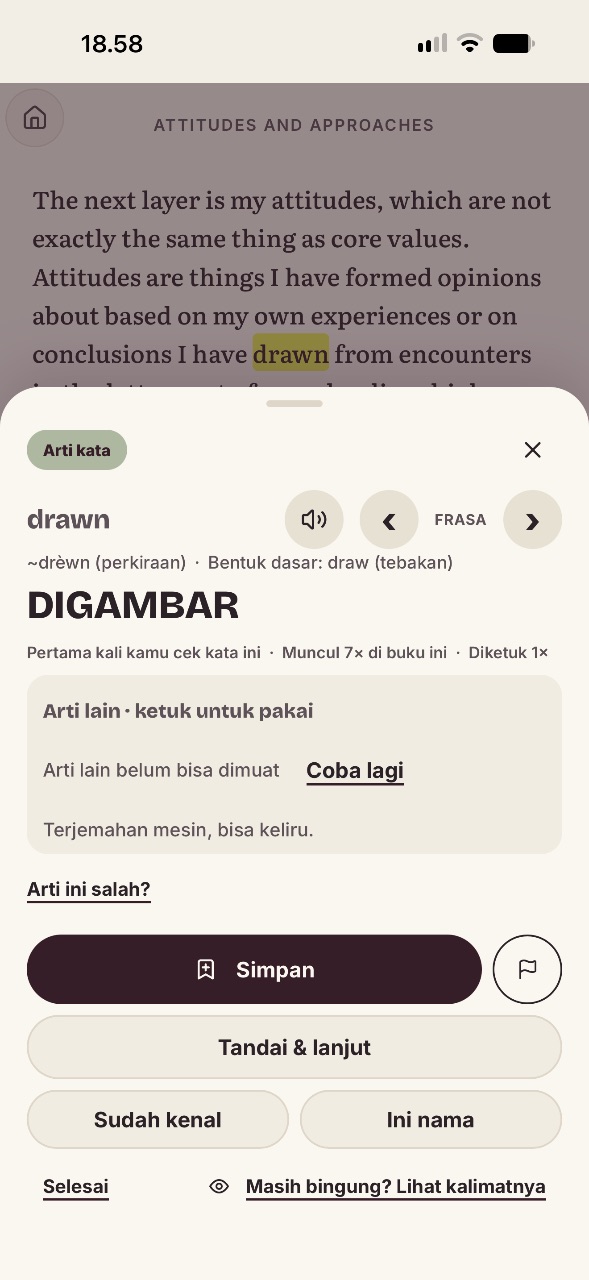 18.58
ATTITUDES AND APPROACHES
The next layer is my attitudes, which are not
exactly the same thing as core values.
Attitudes are things I have formed opinions
about based on my own experiences or on
conclusions I have drawn from encounters
Arti kata
drawn
FRASA
~drèwn (perkiraan) · Bentuk dasar: draw (tebakan)
DIGAMBAR
Pertama kali kamu cek kata ini · Muncul 7× di buku ini · Diketuk 1×
Arti lain · ketuk untuk pakai
Arti lain belum bisa dimuat Coba lagi
Terjemahan mesin, bisa keliru.
Arti ini salah?
Simpan
Tandai & lanjut
Sudah kenal
Ini nama
Selesai
Masih bingung? Lihat kalimatnya